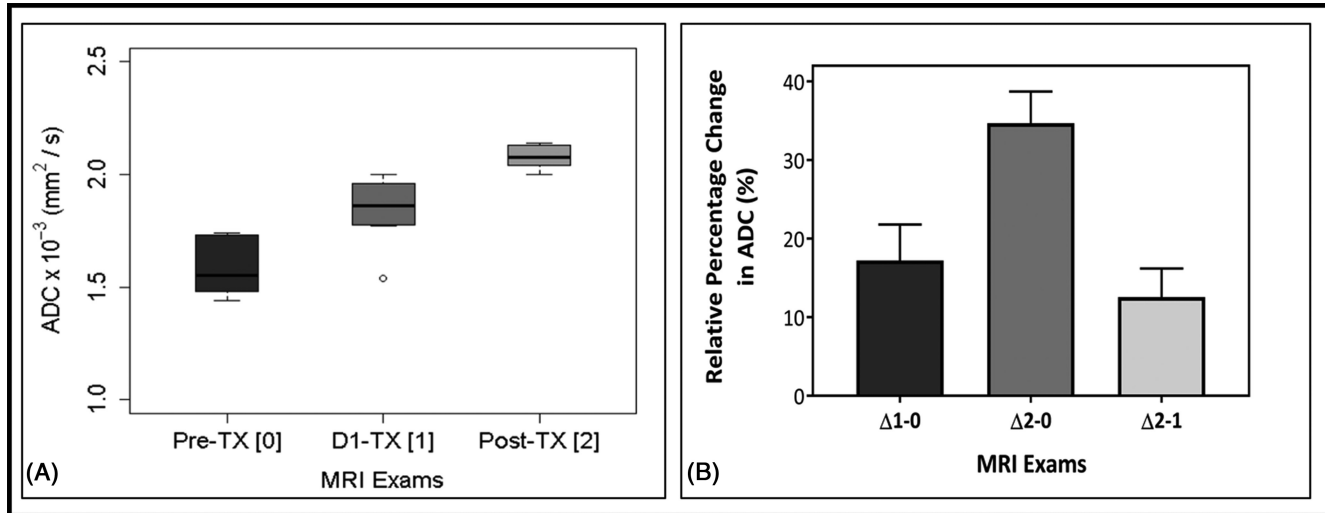 2.5
2.0
1.5
1.0
ADC x 10⁻³ (mm² / s)
Pre-TX [0]
D1-TX [1]
Post-TX [2]
MRI Exams
(A)
40
30
20
10
0
Relative Percentage Change
in ADC (%)
Δ1-0
Δ2-0
Δ2-1
MRI Exams
(B)